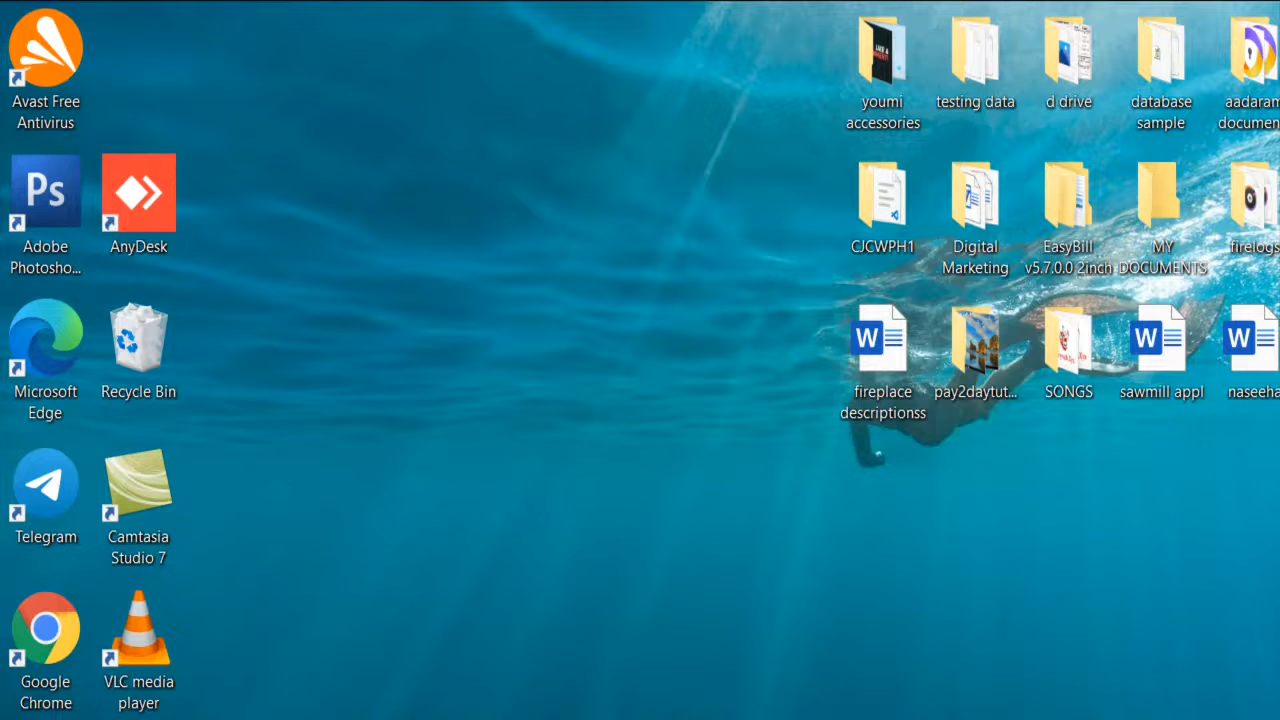 Avast Free
Antivirus
Adobe
Photosho...
AnyDesk
Microsoft
Edge
Recycle Bin
Telegram
Camtasia
Studio 7
Google
Chrome
VLC media
player
youmi
accessories
testing data
d drive
database
sample
aadaram
documen
CJCWPH1
Digital
Marketing
EasyBill
v5.7.0.0 2inch
MY
DOCUMENTS
firelogs
fireplace
descriptionss
pay2daytut...
SONGS
sawmill appl
naseeha
Ps
W
W
W